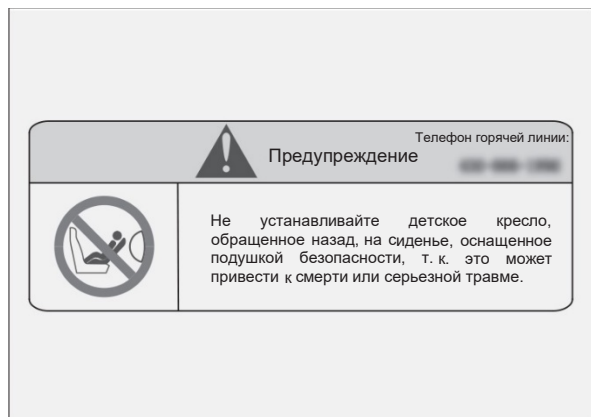 Телефон горячей линии:
Предупреждение
Не устанавливайте детское кресло,
обращенное назад, на сиденье, оснащенное
подушкой безопасности, т. к. это может
привести к смерти или серьезной травме.